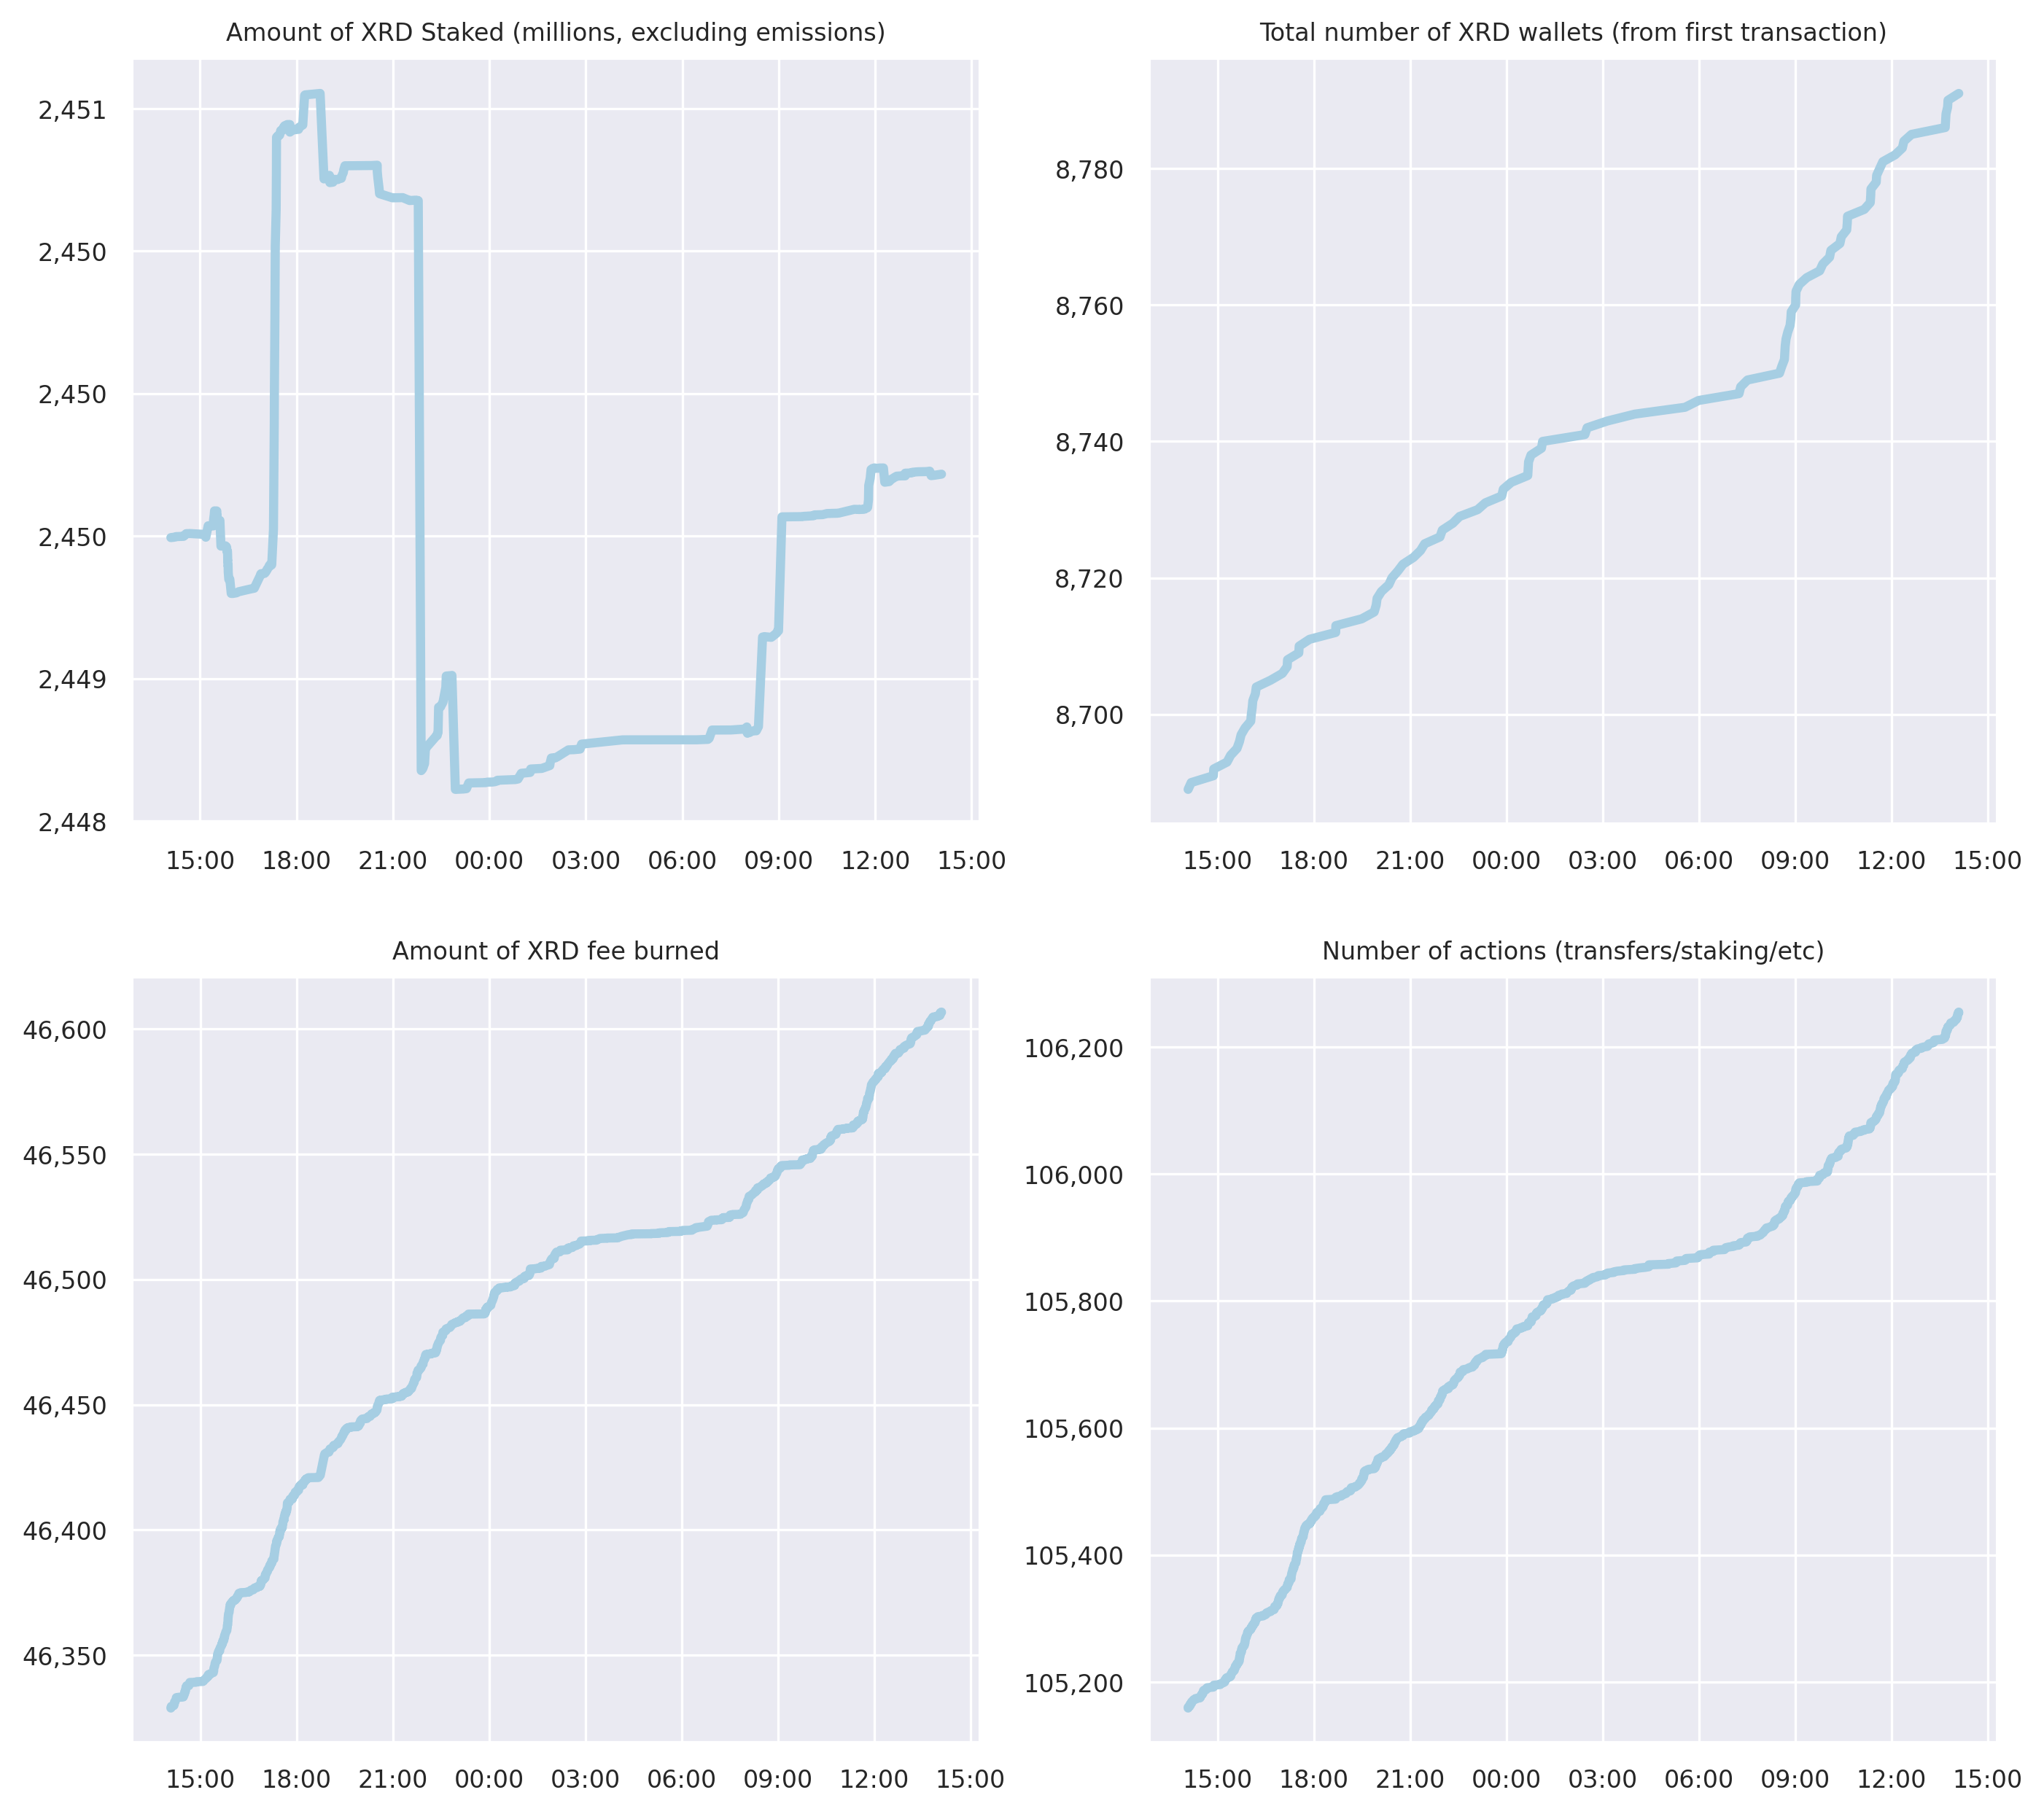 Amount of XRD Staked (millions, excluding emissions)
2,451
2,450
2,450
2,450
2,449
2,448
15:00 18:00 21:00 00:00 03:00 06:00 09:00 12:00 15:00
Total number of XRD wallets (from first transaction)
8,780
8,760
8,740
8,720
8,700
15:00 18:00 21:00 00:00 03:00 06:00 09:00 12:00 15:00
Amount of XRD fee burned
46,600
46,550
46,500
46,450
46,400
46,350
15:00 18:00 21:00 00:00 03:00 06:00 09:00 12:00 15:00
Number of actions (transfers/staking/etc)
106,200
106,000
105,800
105,600
105,400
105,200
15:00 18:00 21:00 00:00 03:00 06:00 09:00 12:00 15:00